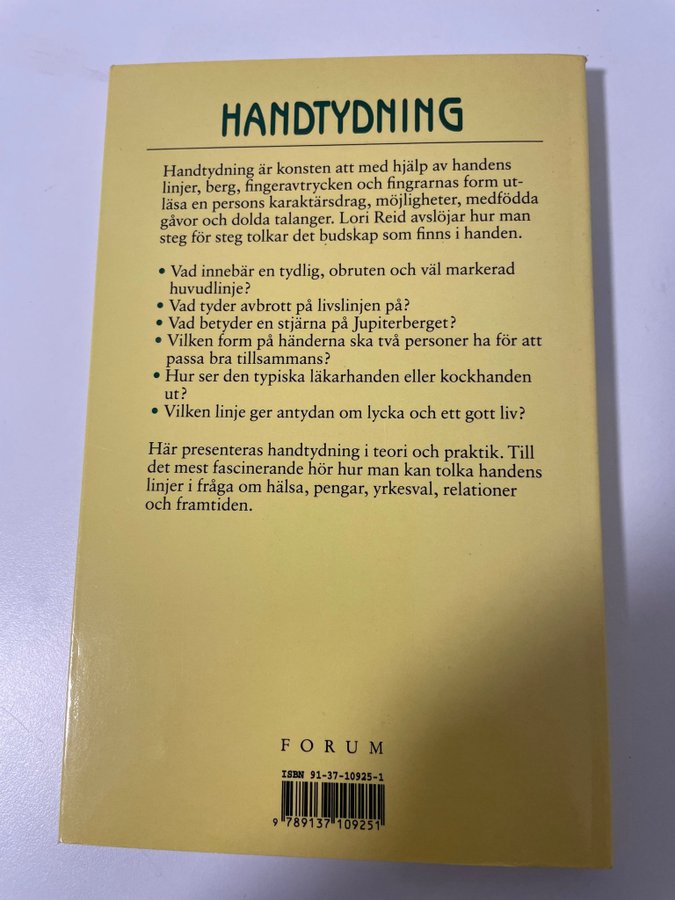 HANDTYDNING
Handtydning är konsten att med hjälp av handens
linjer, berg, fingeravtrycken och fingrarnas form ut-
läsa en persons karaktärsdrag, möjligheter, medfödda
gåvor och dolda talanger. Lori Reid avslöjar hur man
steg för steg tolkar det budskap som finns i handen.
• Vad innebär en tydlig, obruten och väl markerad
huvudlinje?
• Vad tyder avbrott på livslinjen på?
• Vad betyder en stjärna på Jupiterberget?
• Vilken form på händerna ska två personer ha för att
passa bra tillsammans?
• Hur ser den typiska läkarhanden eller kockhanden
ut?
• Vilken linje ger antydan om lycka och ett gott liv?
Här presenteras handtydning i teori och praktik. Till
det mest fascinerande hör hur man kan tolka handens
linjer i fråga om hälsa, pengar, yrkesval, relationer
och framtiden.
FORUM
ISBN 91-37-10925-1
9 789137 109251